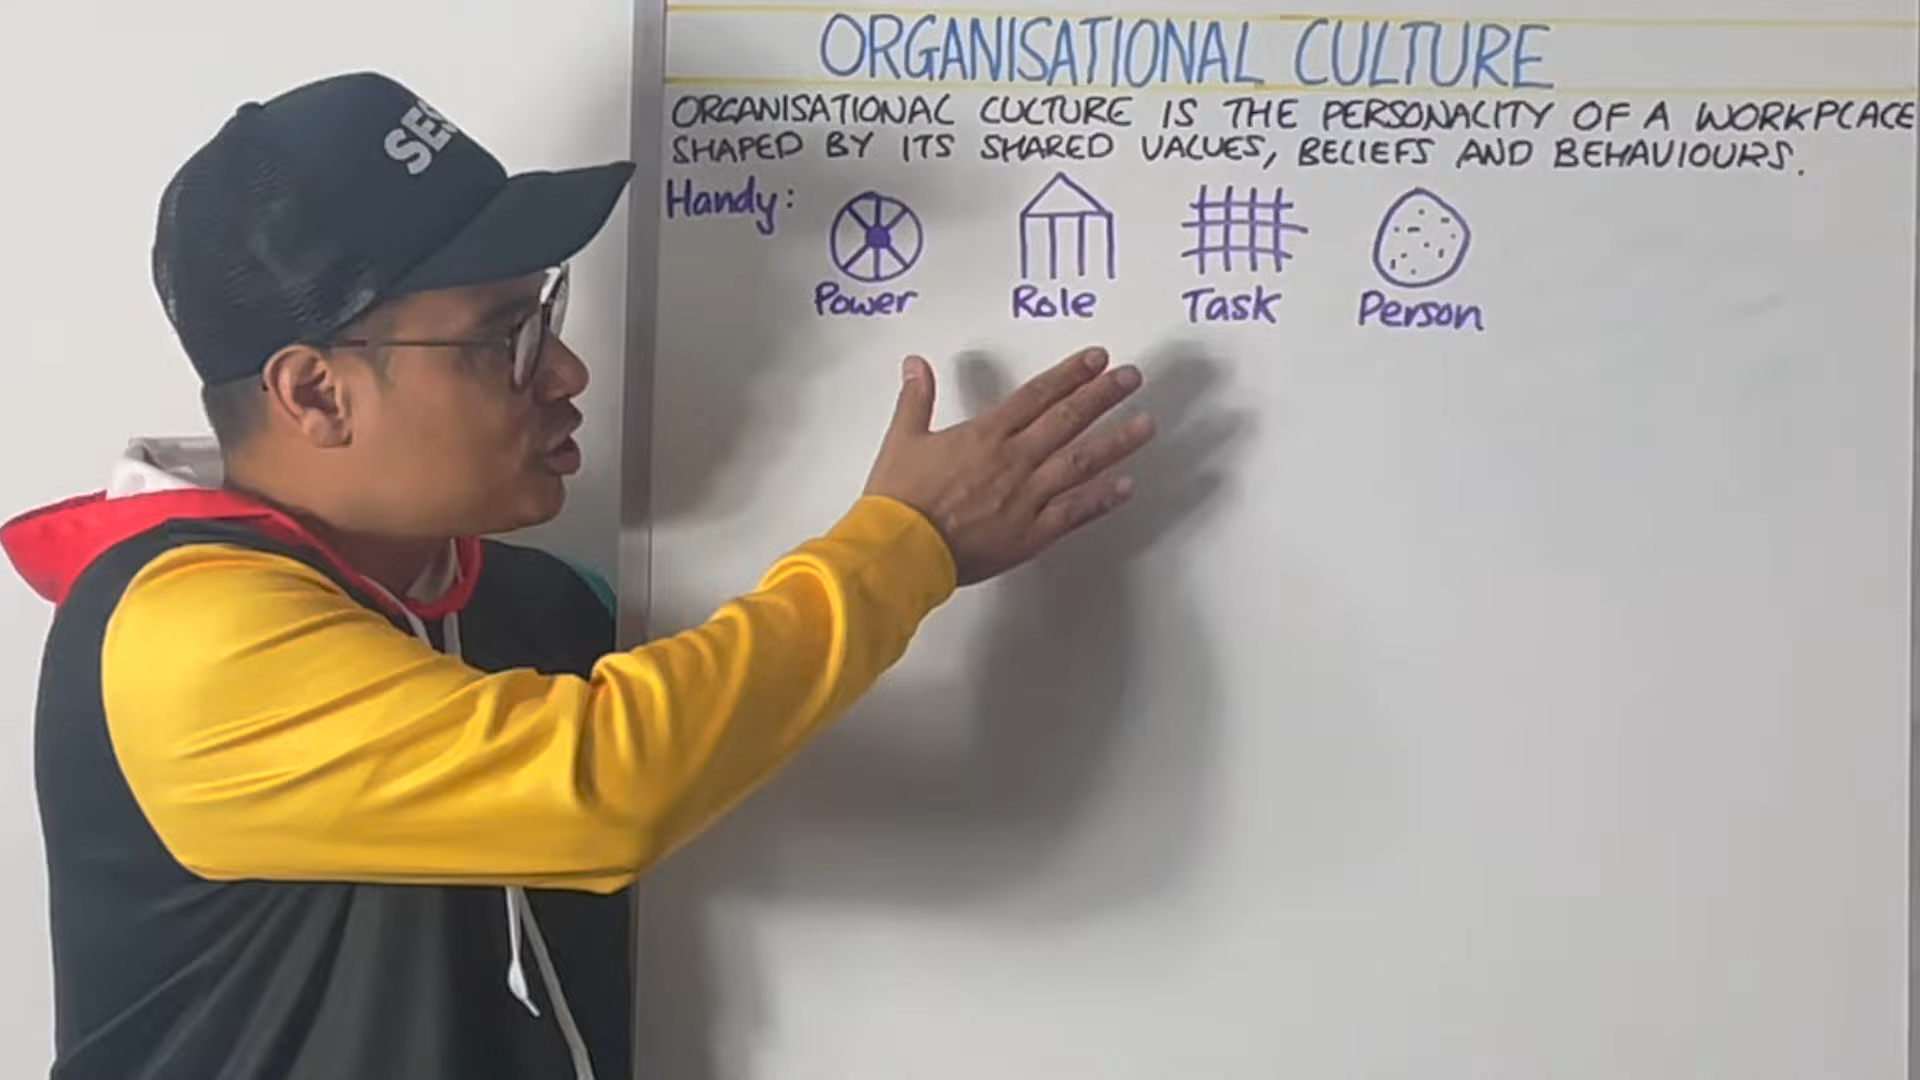 ORGANISATIONAL CULTURE
ORGANISATIONAL CULTURE IS THE PERSONALITY OF A WORKPLACE
SHAPED BY ITS SHARED VALUES, BELIEFS AND BEHAVIOURS.
Handy:
Power Role Task Person